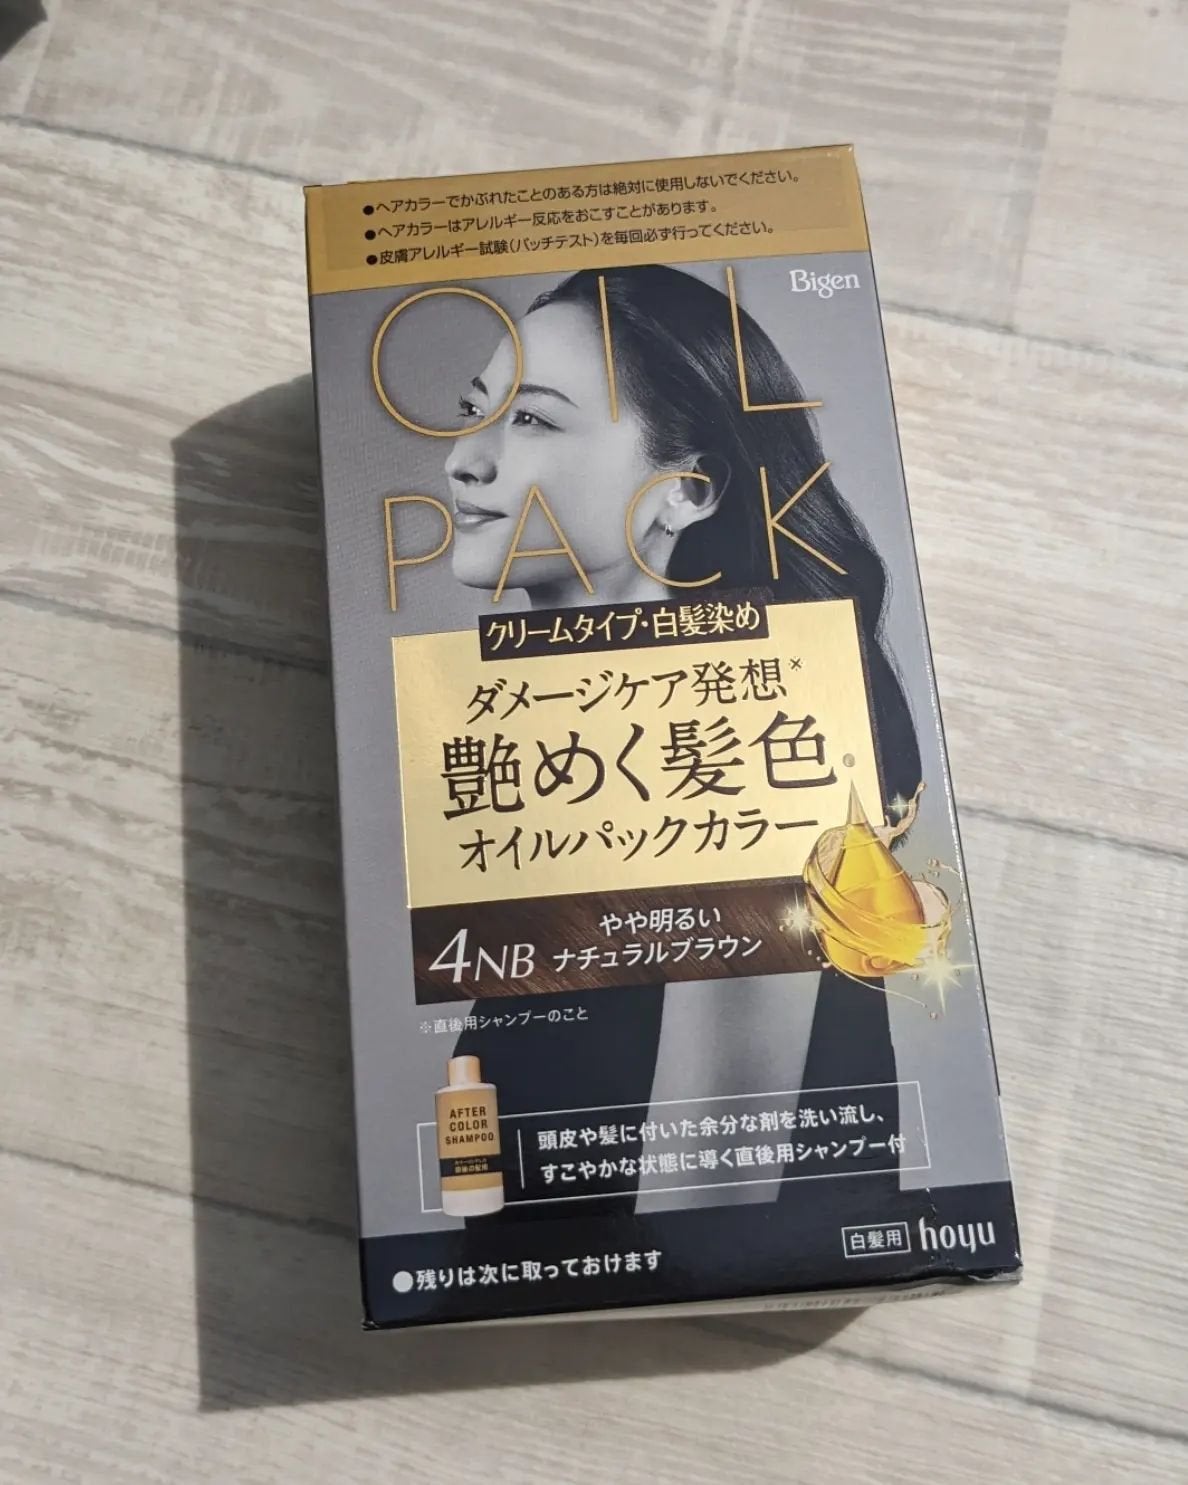 ●ヘアカラーでかぶれたことのある方は絶対に使用しないでください。
●ヘアカラーはアレルギー反応をおこすことがあります。
●皮膚アレルギー試験(パッチテスト)を毎回必ず行ってください。
Bigen
OIL
PACK
クリームタイプ・白髪染め
ダメージケア発想※
艶めく髪色
オイルパックカラー
4NB
やや明るい
ナチュラルブラウン
※直後用シャンプーのこと
AFTER
COLOR
SHAMPOO
頭皮や髪に付いた余分な剤を洗い流し、
すこやかな状態に導く直後用シャンプー付
●残りは次に取っておけます
白髪用
hoyu